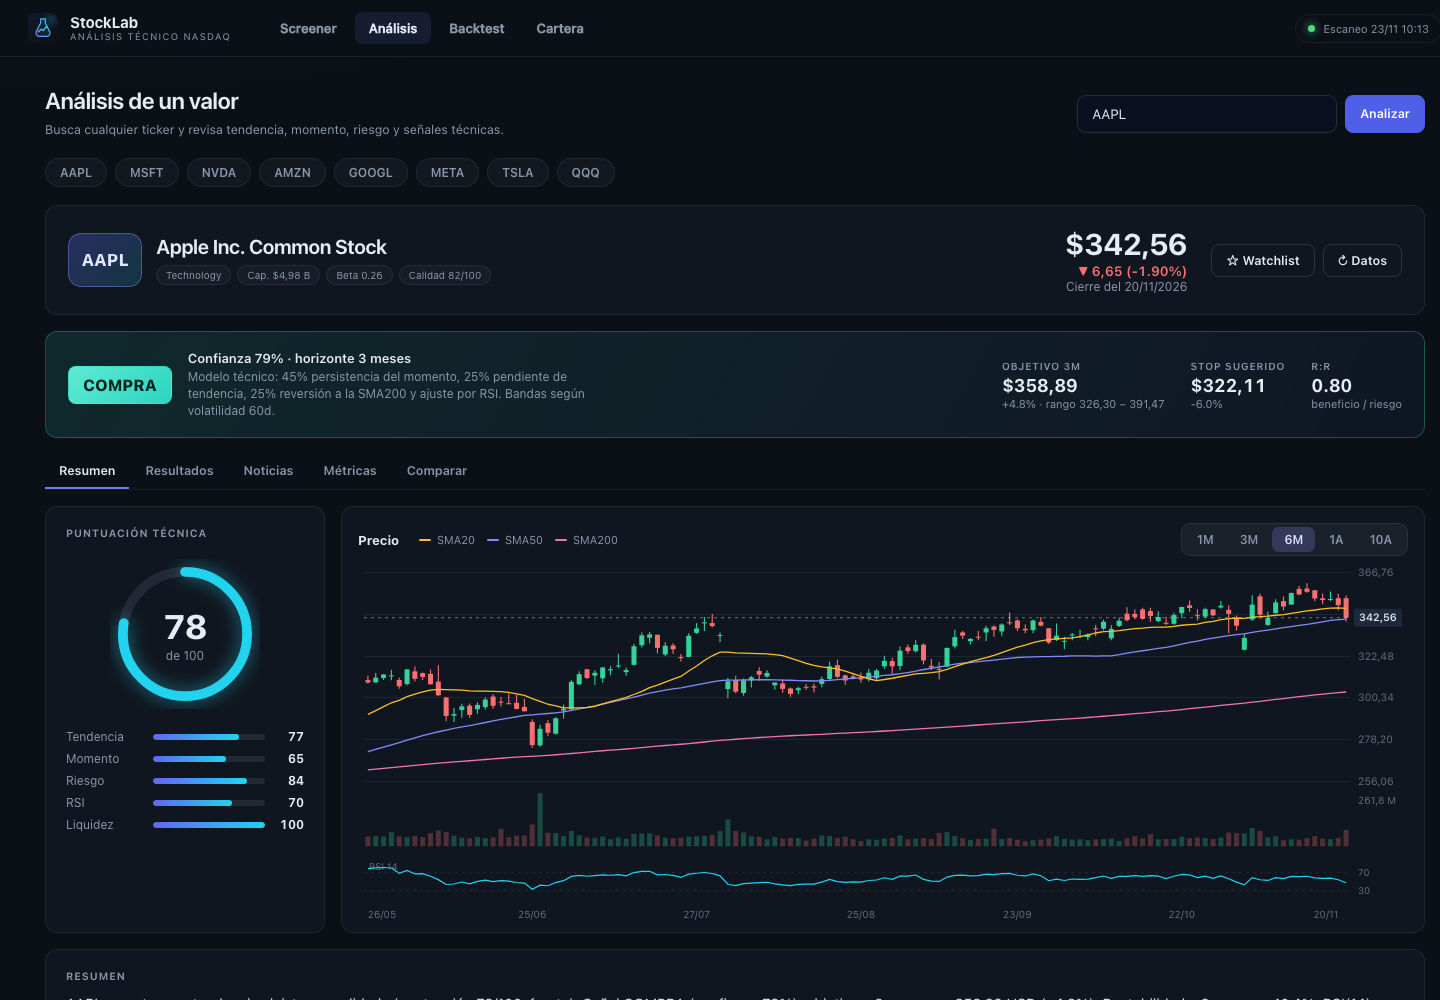 StockLab
ANÁLISIS TÉCNICO NASDAQ
Screener
Análisis
Backtest
Cartera
Escaneo 23/11 10:13
Análisis de un valor
Busca cualquier ticker y revisa tendencia, momento, riesgo y señales técnicas.
AAPL
Analizar
AAPL
MSFT
NVDA
AMZN
GOOGL
META
TSLA
QQQ
AAPL
Apple Inc. Common Stock
Technology
Cap. $4,98 B
Beta 0.26
Calidad 82/100
$342,56
▼ 6,65 (-1.90%)
Cierre del 20/11/2026
☆ Watchlist
↻ Datos
COMPRA
Confianza 79% · horizonte 3 meses
Modelo técnico: 45% persistencia del momento, 25% pendiente de
tendencia, 25% reversión a la SMA200 y ajuste por RSI. Bandas según
volatilidad 60d.
OBJETIVO 3M
$358,89
+4.8% · rango 326,30 – 391,47
STOP SUGERIDO
$322,11
-6.0%
R:R
0.80
beneficio / riesgo
Resumen
Resultados
Noticias
Métricas
Comparar
PUNTUACIÓN TÉCNICA
78
de 100
Tendencia 77
Momento 65
Riesgo 84
RSI 70
Liquidez 100
Precio
SMA20
SMA50
SMA200
1M
3M
6M
1A
10A
366,76
342,56
322,48
300,34
278,20
256,06
261,8 M
RSI 14
70
30
26/05
25/06
27/07
25/08
23/09
22/10
20/11
RESUMEN